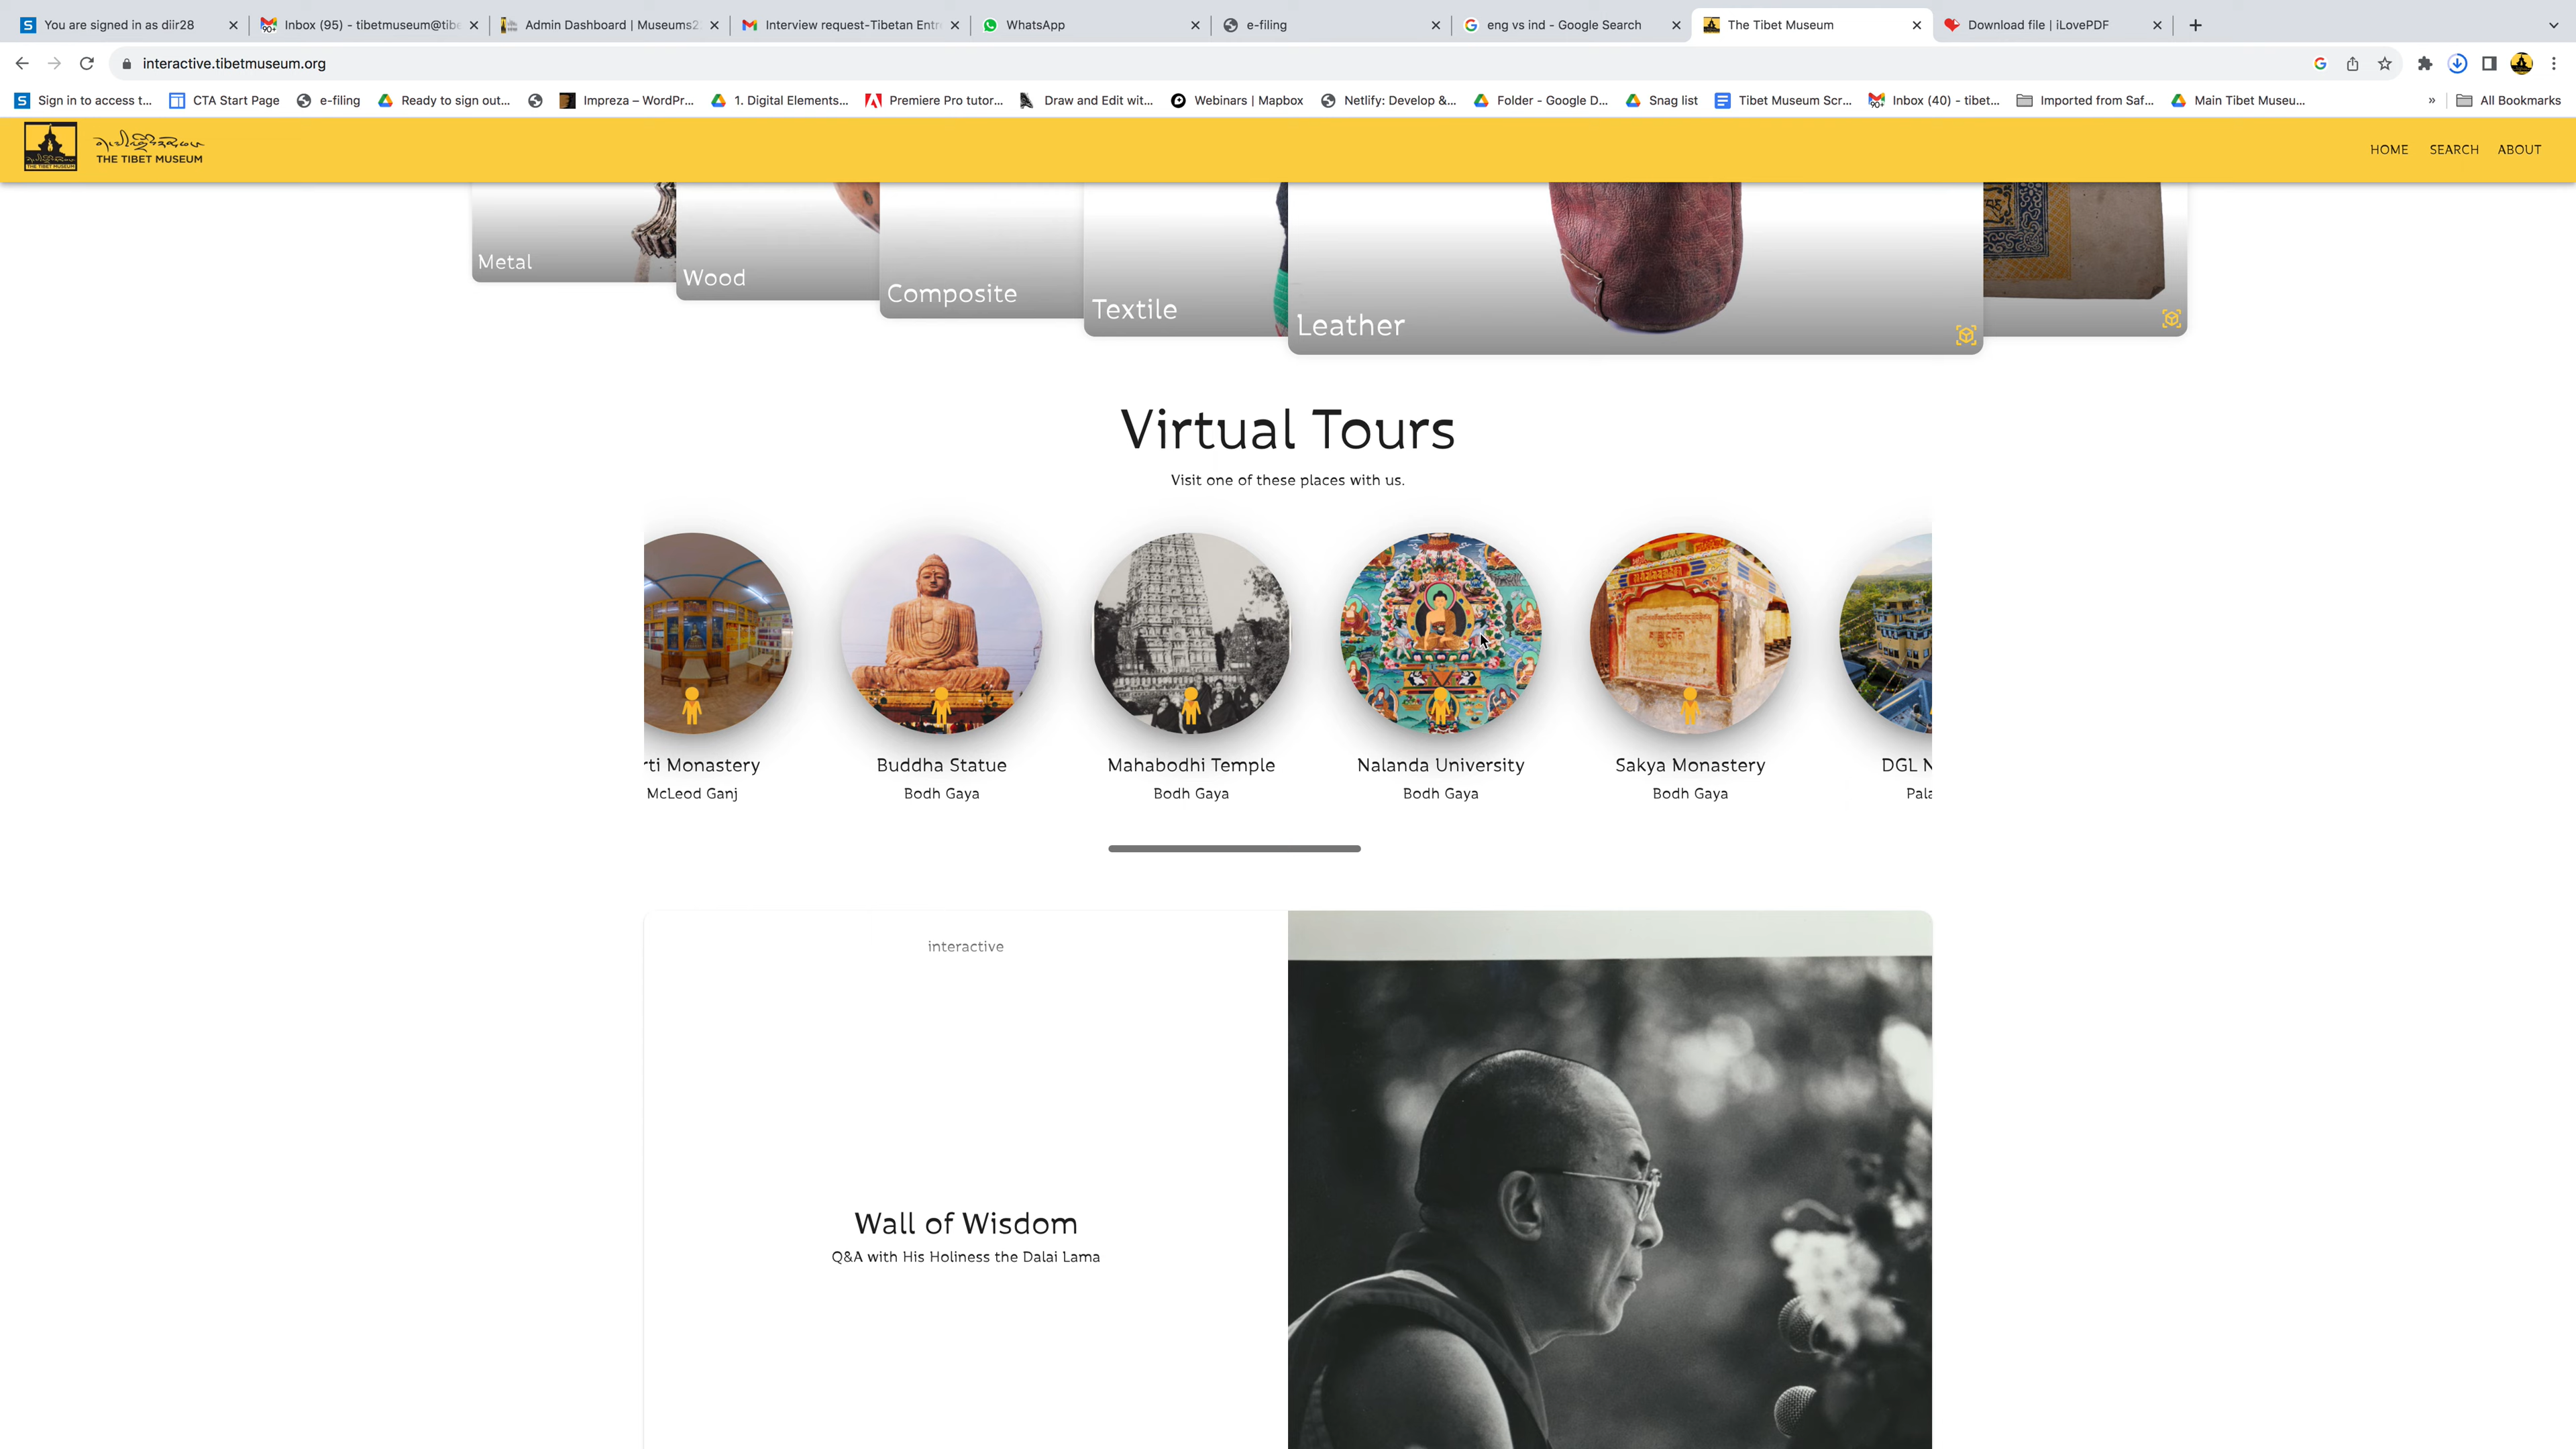 You are signed in as diir28
Inbox (95) - tibetmuseum@tibe
Admin Dashboard | Museums2
Interview request-Tibetan Entr
WhatsApp
e-filing
eng vs ind - Google Search
The Tibet Museum
Download file | iLovePDF
interactive.tibetmuseum.org
Sign in to access t...
CTA Start Page
e-filing
Ready to sign out...
Impreza – WordPr...
1. Digital Elements...
Premiere Pro tutor...
Draw and Edit wit...
Webinars | Mapbox
Netlify: Develop &...
Folder - Google D...
Snag list
Tibet Museum Scr...
Inbox (40) - tibet...
Imported from Saf...
Main Tibet Museu...
»
All Bookmarks
THE TIBET MUSEUM
HOME
SEARCH
ABOUT
Metal
Wood
Composite
Textile
Leather
Virtual Tours
Visit one of these places with us.
rti Monastery
McLeod Ganj
Buddha Statue
Bodh Gaya
Mahabodhi Temple
Bodh Gaya
Nalanda University
Bodh Gaya
Sakya Monastery
Bodh Gaya
DGL N
Pala
interactive
Wall of Wisdom
Q&A with His Holiness the Dalai Lama